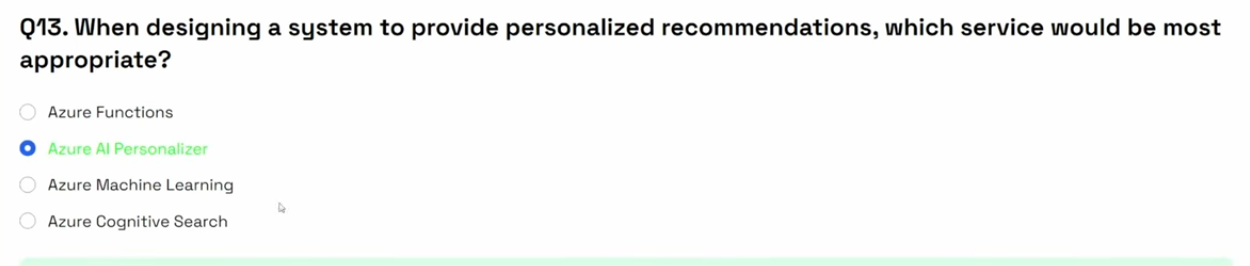 Q13. When designing a system to provide personalized recommendations, which service would be most
appropriate?
Azure Functions
Azure AI Personalizer
Azure Machine Learning
Azure Cognitive Search